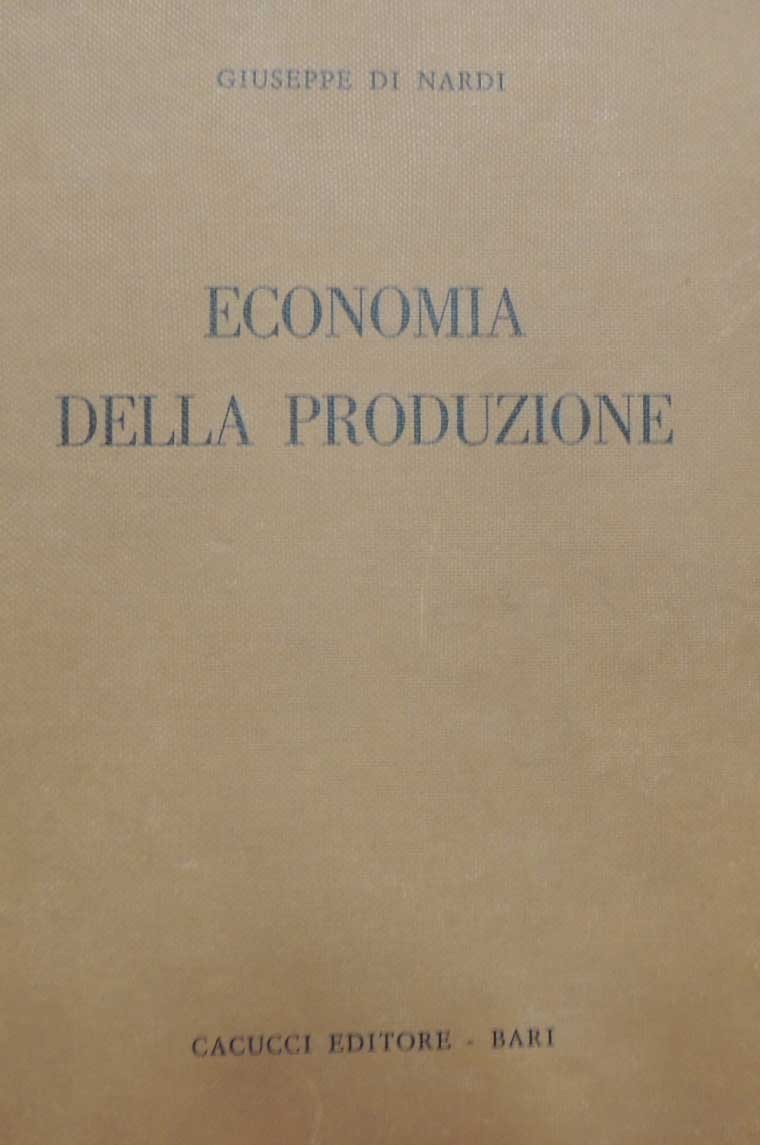 GIUSEPPE DI NARDI
ECONOMIA
DELLA PRODUZIONE
CACUCCI EDITORE - BARI